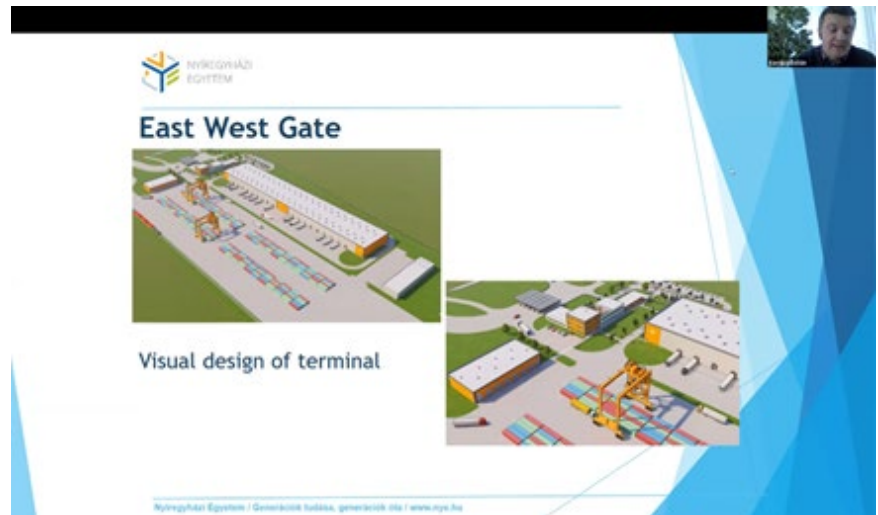 NYÍREGYHÁZI
EGYETEM
East West Gate
Visual design of terminal
Nyíregyházi Egyetem / Generációk tudása, generációk óta / www.nye.hu